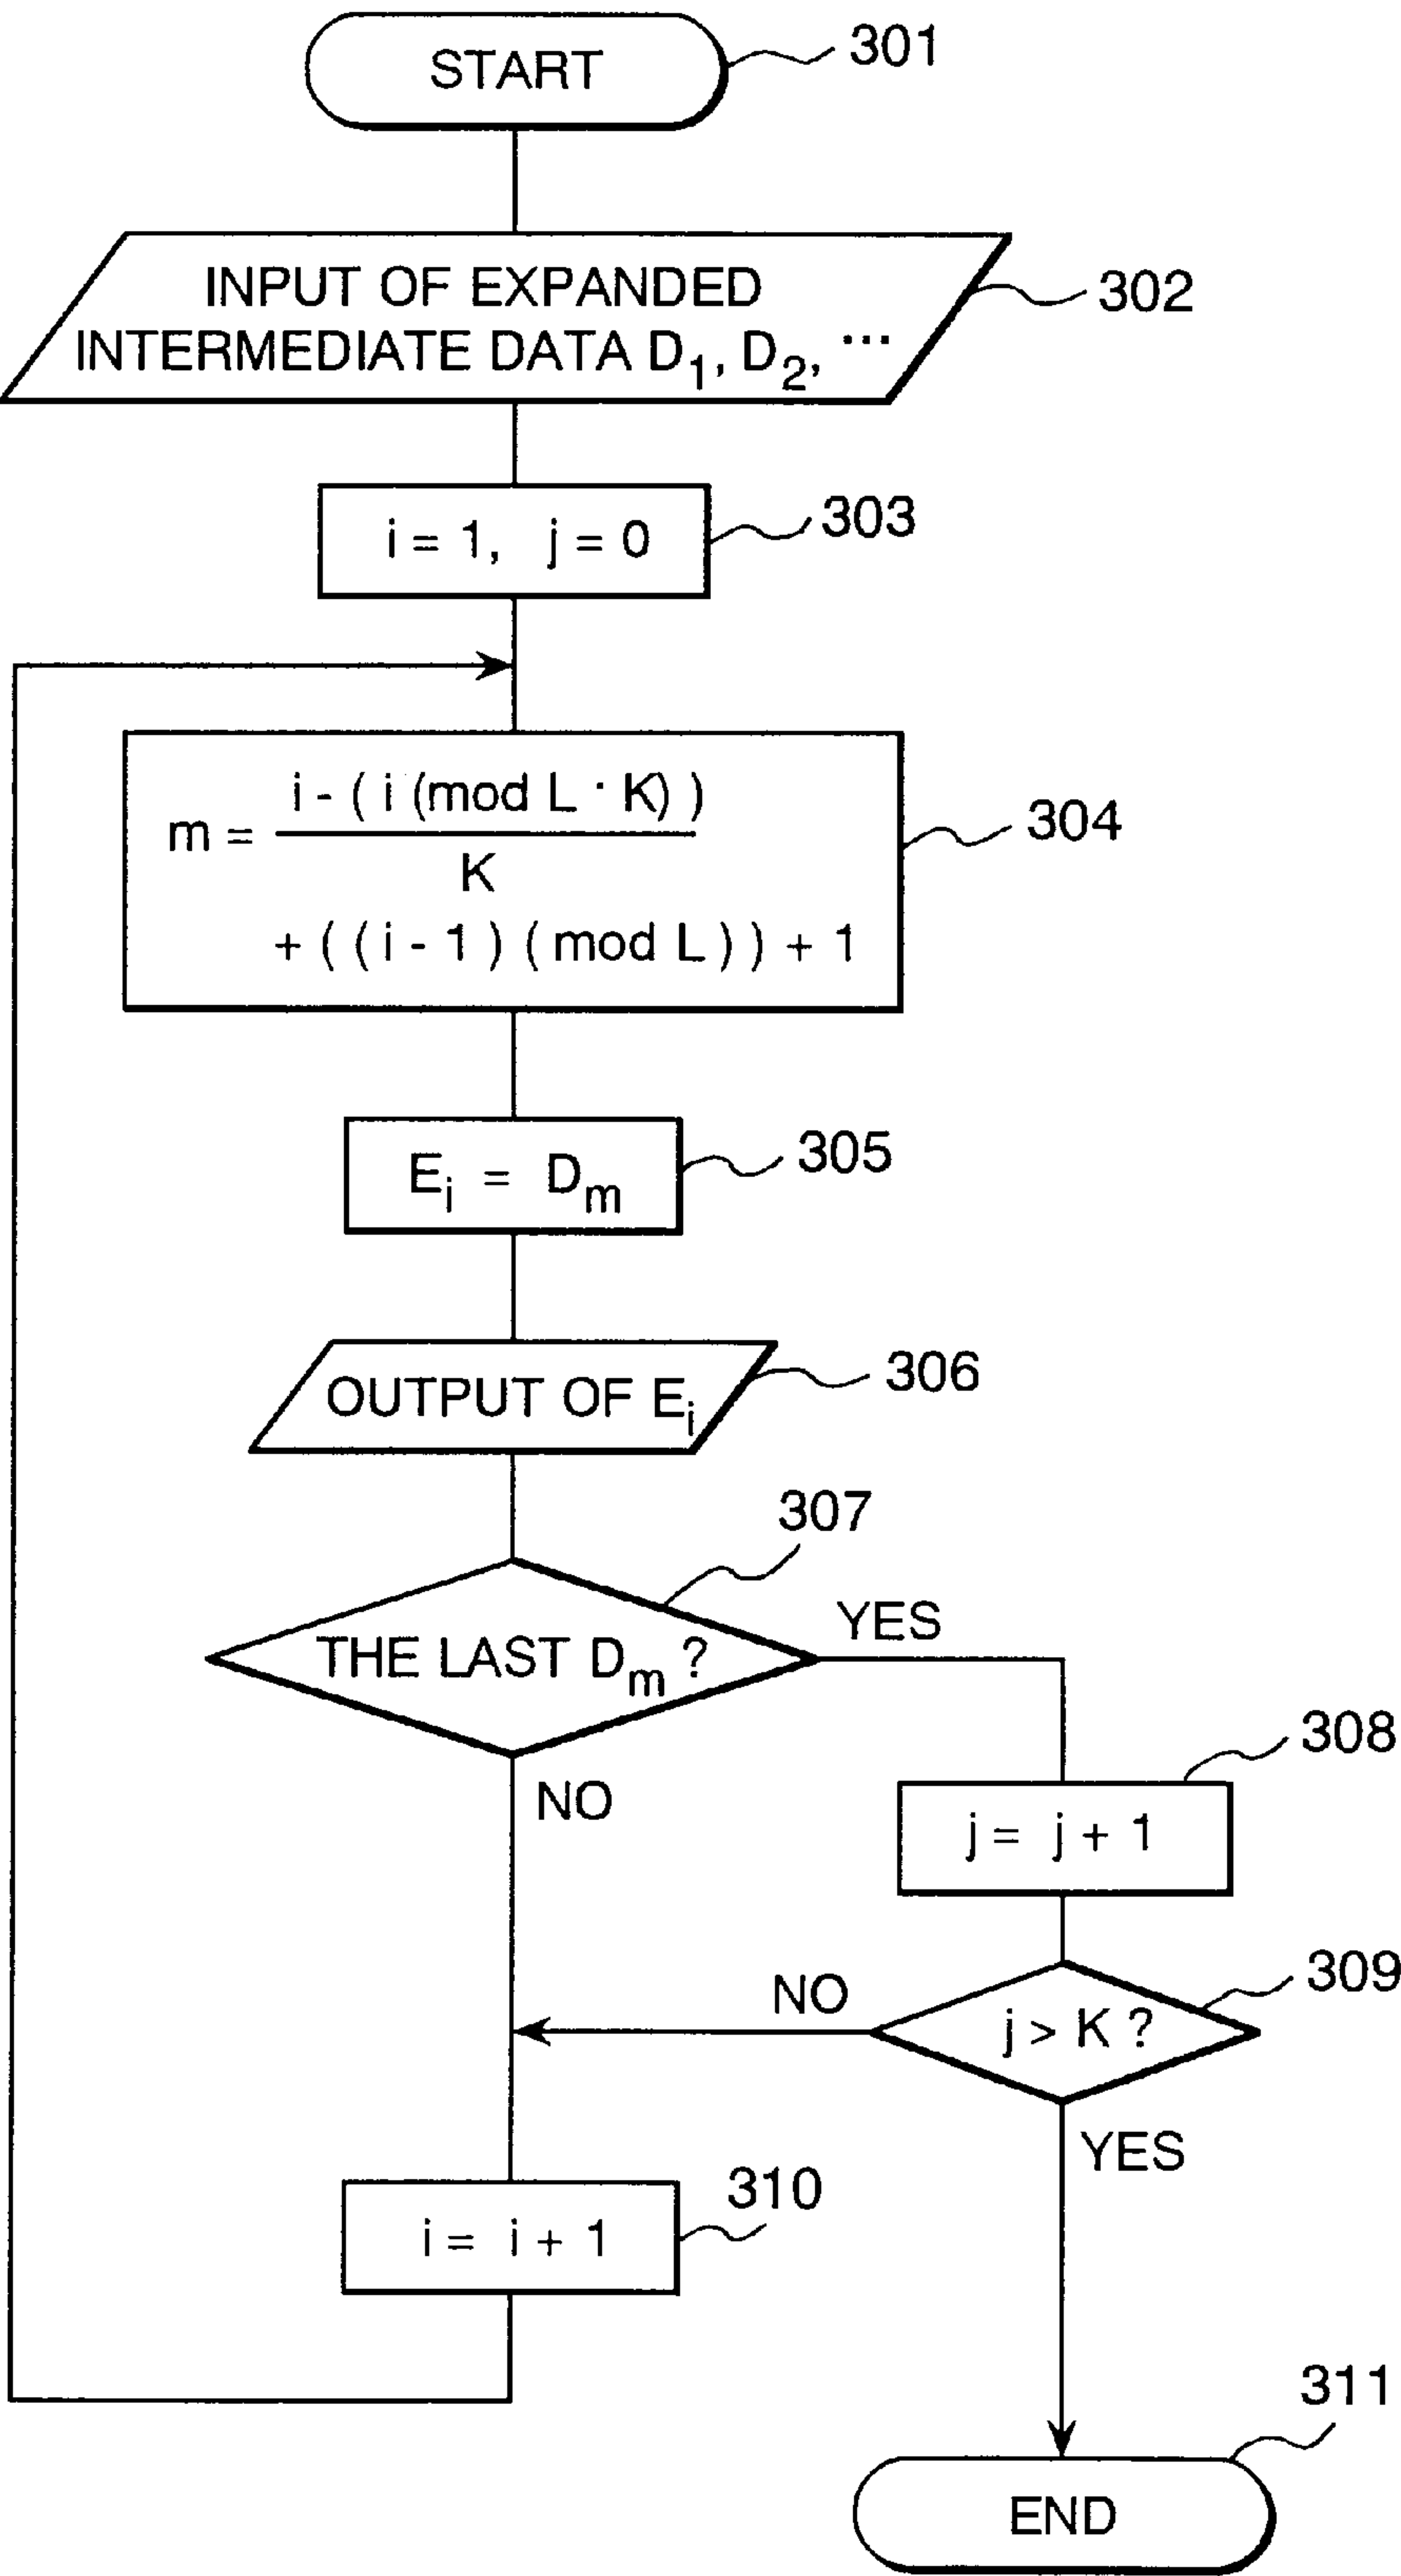 START
301
INPUT OF EXPANDED
INTERMEDIATE DATA D₁, D₂, ...
302
i = 1, j = 0
303
m = i - ( i (mod L · K) )
K
+ ( ( i - 1 ) ( mod L ) ) + 1
304
Eᵢ = Dₘ
305
OUTPUT OF Eᵢ
306
307
THE LAST Dₘ ?
YES
NO
308
j = j + 1
309
j > K ?
NO
YES
310
i = i + 1
311
END